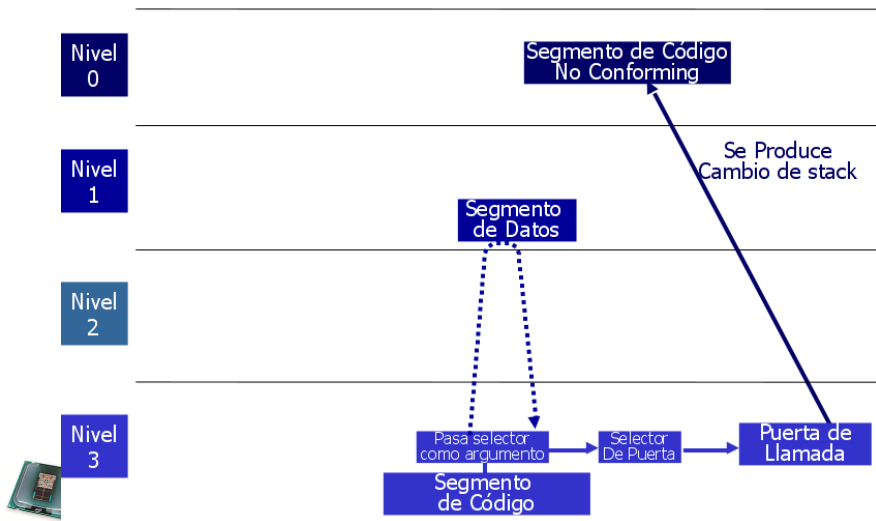 Nivel
0
Segmento de Código
No Conforming
Nivel
1
Se Produce
Cambio de stack
Segmento
de Datos
Nivel
2
Nivel
3
Pasa selector
como argumento
Selector
De Puerta
Puerta de
Llamada
Segmento
de Código